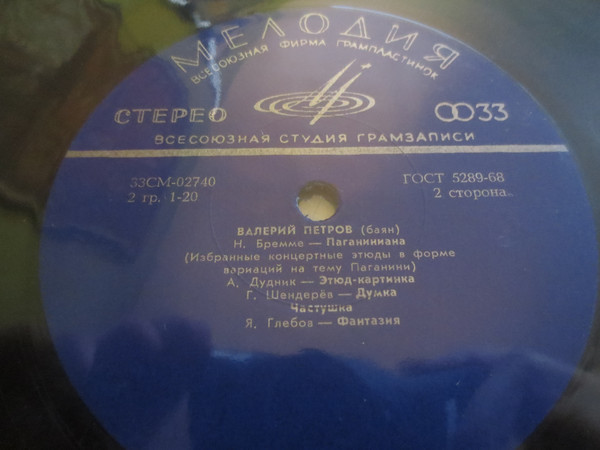 МЕЛОДИЯ
ВСЕСОЮЗНАЯ ФИРМА ГРАМПЛАСТИНОК
СТЕРЕО 33
ВСЕСОЮЗНАЯ СТУДИЯ ГРАМЗАПИСИ
33СМ-02740 ГОСТ 5289-68
2 гр. 1-20 2 сторона
ВАЛЕРИЙ ПЕТРОВ (баян)
Н. Бремме — Паганиниана
(Избранные концертные этюды в форме
вариаций на тему Паганини)
А. Дудник — Этюд-картинка
Г. Шендерёв — Думка
Частушка
Я. Глебов — Фантазия